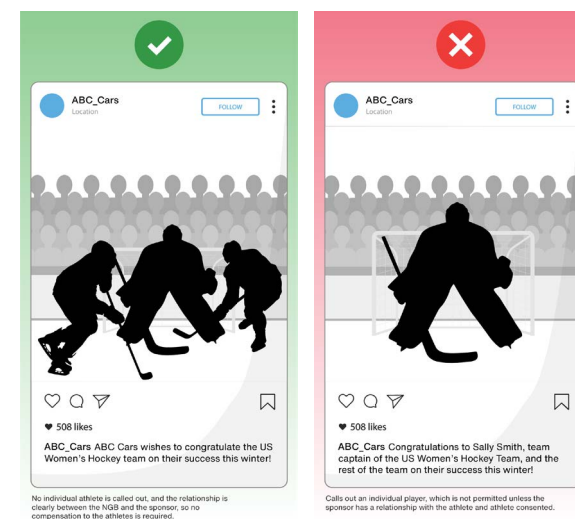 ABC_Cars
Location
FOLLOW
508 likes
ABC_Cars ABC Cars wishes to congratulate the US
Women's Hockey team on their success this winter!
No individual athlete is called out, and the relationship is
clearly between the NGB and the sponsor, so no
compensation to the athletes is required.
ABC_Cars
Location
FOLLOW
508 likes
ABC_Cars Congratulations to Sally Smith, team
captain of the US Women's Hockey Team, and the
rest of the team on their success this winter!
Calls out an individual player, which is not permitted unless the
sponsor has a relationship with the athlete and athlete consented.